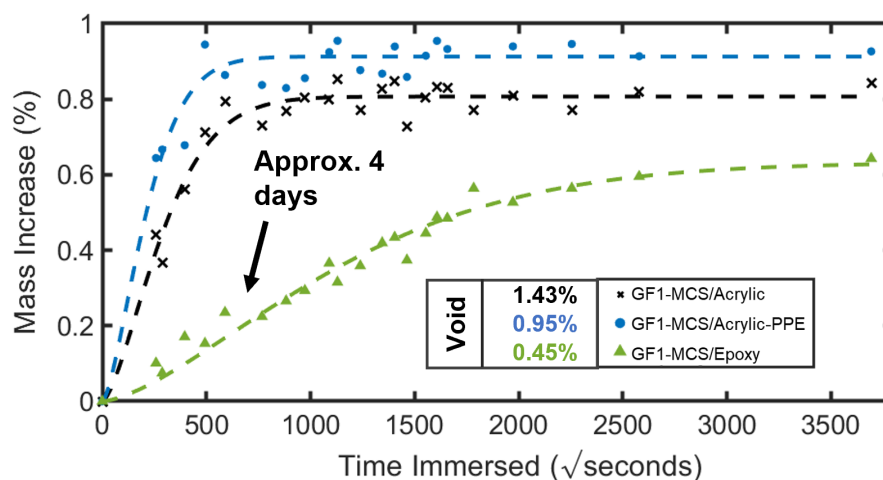 1
0.8
0.6
0.4
0.2
0
Mass Increase (%)
Approx. 4
days
Void
1.43%
0.95%
0.45%
GF1-MCS/Acrylic
GF1-MCS/Acrylic-PPE
GF1-MCS/Epoxy
0 500 1000 1500 2000 2500 3000 3500
Time Immersed (√seconds)